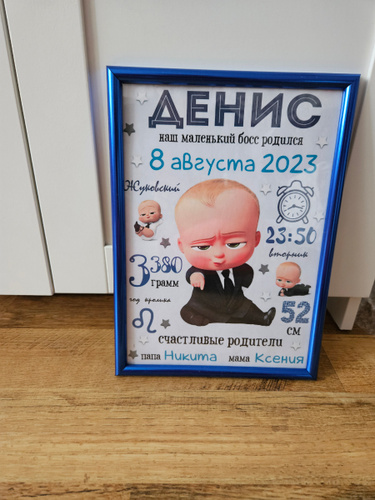 ДЕНИС
наш маленький босс родился
8 августа 2023
Жуковский
23:50
вторник
3380
грамм
год кролика
52
см
счастливые родители
папа Никита мама Ксения